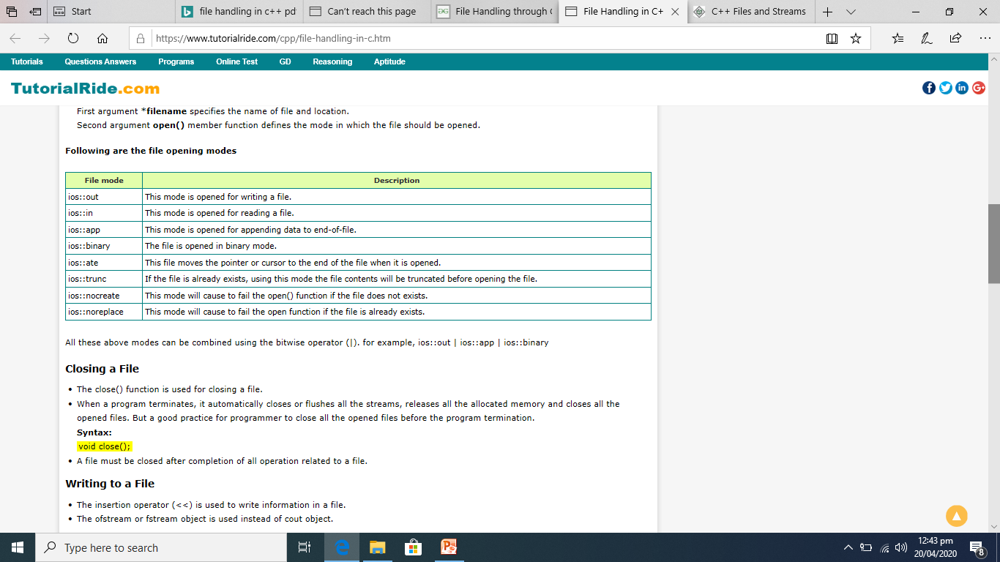 Start
file handling in c++ pd
Can't reach this page
File Handling through
File Handling in C+
C++ Files and Streams
https://www.tutorialride.com/cpp/file-handling-in-c.htm
Tutorials Questions Answers Programs Online Test GD Reasoning Aptitude
TutorialRide.com
First argument *filename specifies the name of file and location.
Second argument open() member function defines the mode in which the file should be opened.
Following are the file opening modes
File mode Description
ios::out This mode is opened for writing a file.
ios::in This mode is opened for reading a file.
ios::app This mode is opened for appending data to end-of-file.
ios::binary The file is opened in binary mode.
ios::ate This file moves the pointer or cursor to the end of the file when it is opened.
ios::trunc If the file is already exists, using this mode the file contents will be truncated before opening the file.
ios::nocreate This mode will cause to fail the open() function if the file does not exists.
ios::noreplace This mode will cause to fail the open function if the file is already exists.
All these above modes can be combined using the bitwise operator (|). for example, ios::out | ios::app | ios::binary
Closing a File
• The close() function is used for closing a file.
• When a program terminates, it automatically closes or flushes all the streams, releases all the allocated memory and closes all the
opened files. But a good practice for programmer to close all the opened files before the program termination.
Syntax:
void close();
• A file must be closed after completion of all operation related to a file.
Writing to a File
• The insertion operator (<<) is used to write information in a file.
• The ofstream or fstream object is used instead of cout object.
Type here to search
12:43 pm
20/04/2020
8